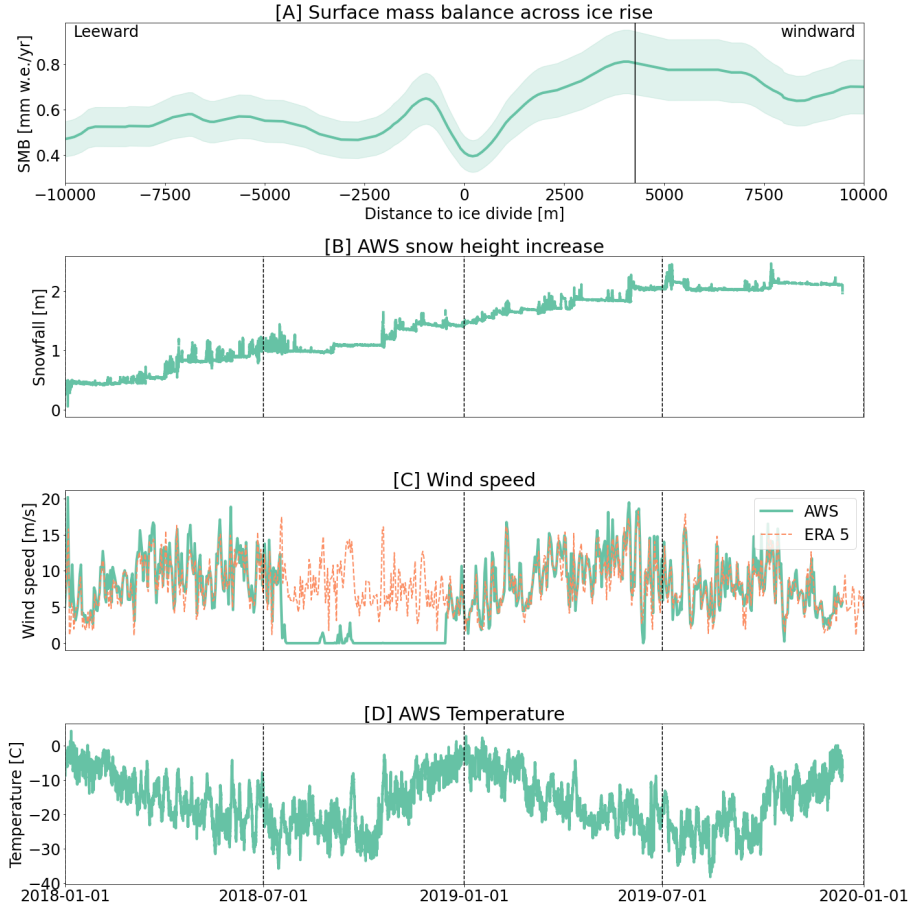 [A] Surface mass balance across ice rise
Leeward
windward
SMB [mm w.e./yr]
0.8
0.6
0.4
−10000 −7500 −5000 −2500 0 2500 5000 7500 10000
Distance to ice divide [m]
[B] AWS snow height increase
Snowfall [m]
2
1
0
[C] Wind speed
Wind speed [m/s]
20
15
10
5
0
AWS
ERA 5
[D] AWS Temperature
Temperature [C]
0
−10
−20
−30
−40
2018-01-01 2018-07-01 2019-01-01 2019-07-01 2020-01-01